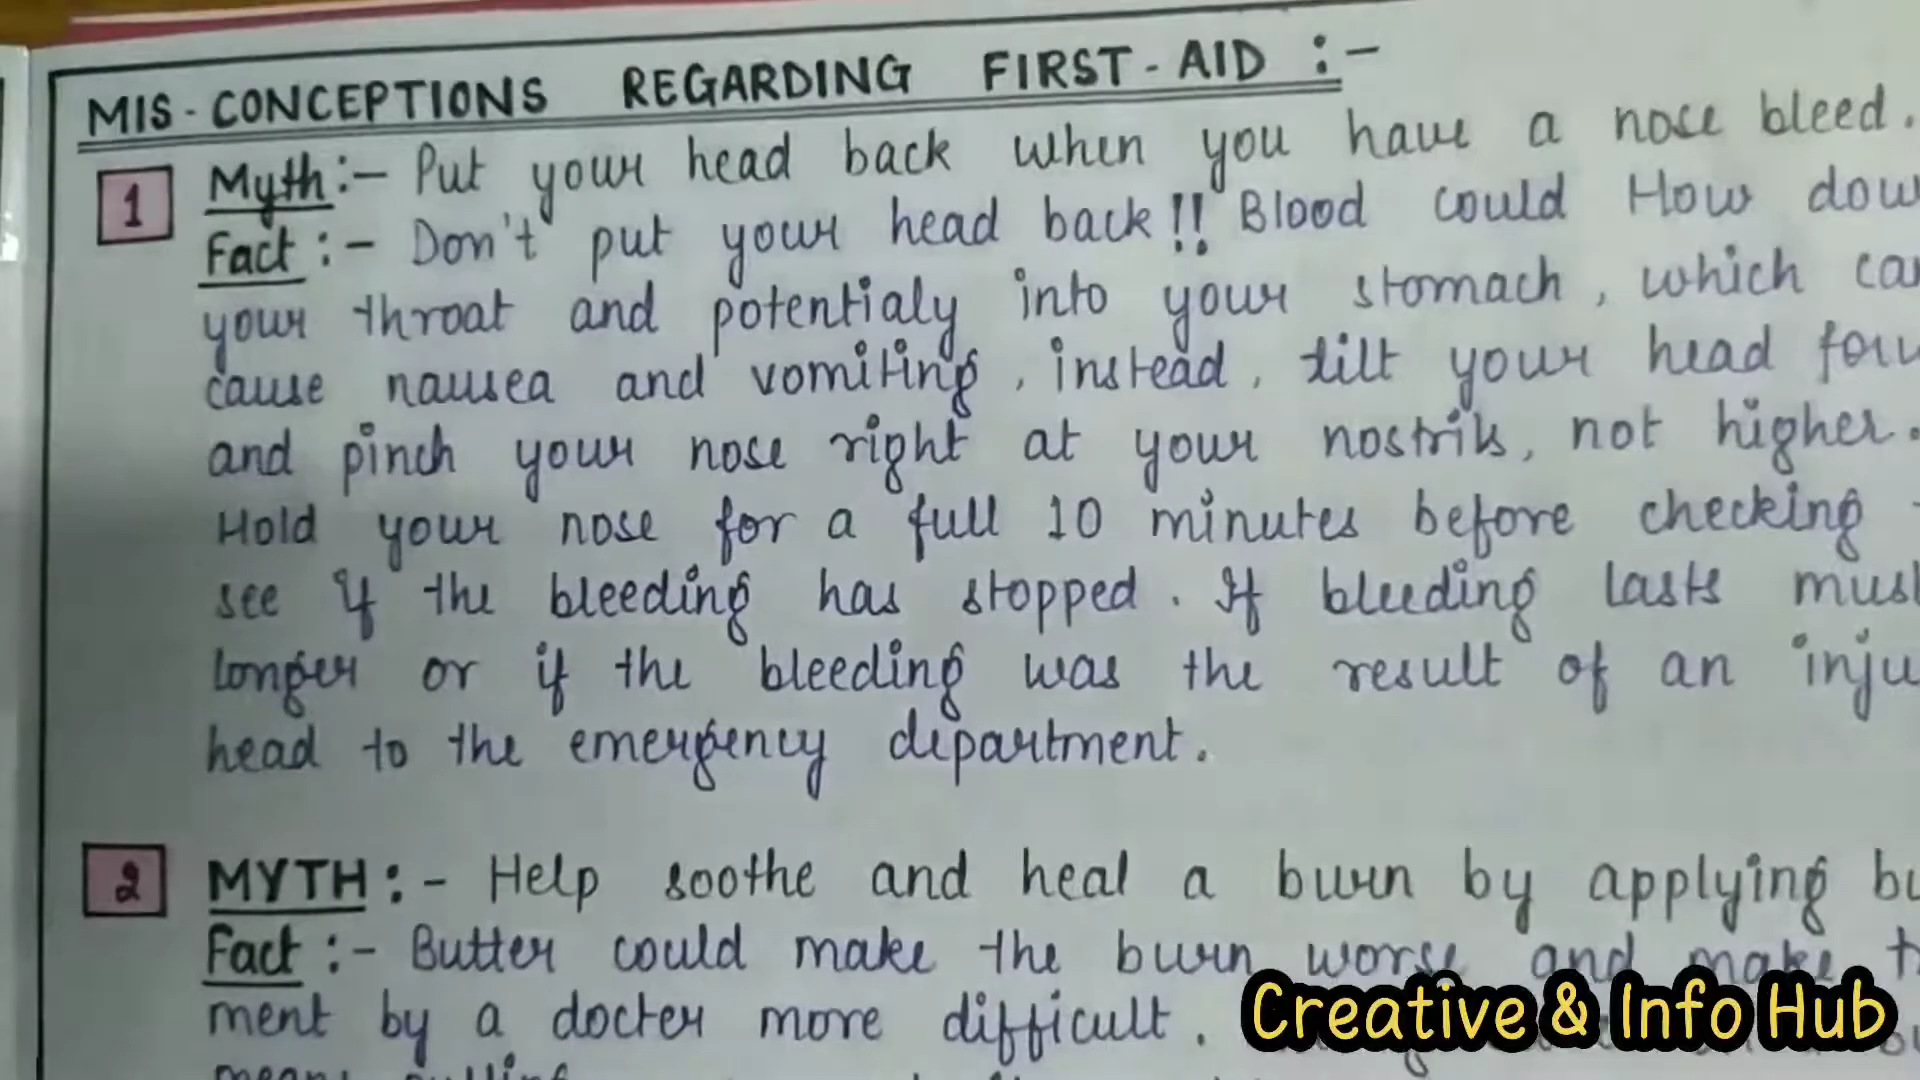 MIS-CONCEPTIONS REGARDING FIRST-AID :-
1 Myth:- Put your head back when you have a nose bleed.
Fact :- Don't put your head back!! Blood could How dow
your throat and potentialy into your stomach, which can
cause nausea and vomiting, instead, tilt your head forw
and pinch your nose right at your nostrils, not higher.
Hold your nose for a full 10 minutes before checking
see if the bleeding has stopped. If bleeding lasts mus
longer or if the bleeding was the result of an inju
head to the emergency department.
2 MYTH :- Help soothe and heal a burn by applying bu
Fact :- Butter could make the burn worse and make t
ment by a docter more difficult.
Creative & Info Hub